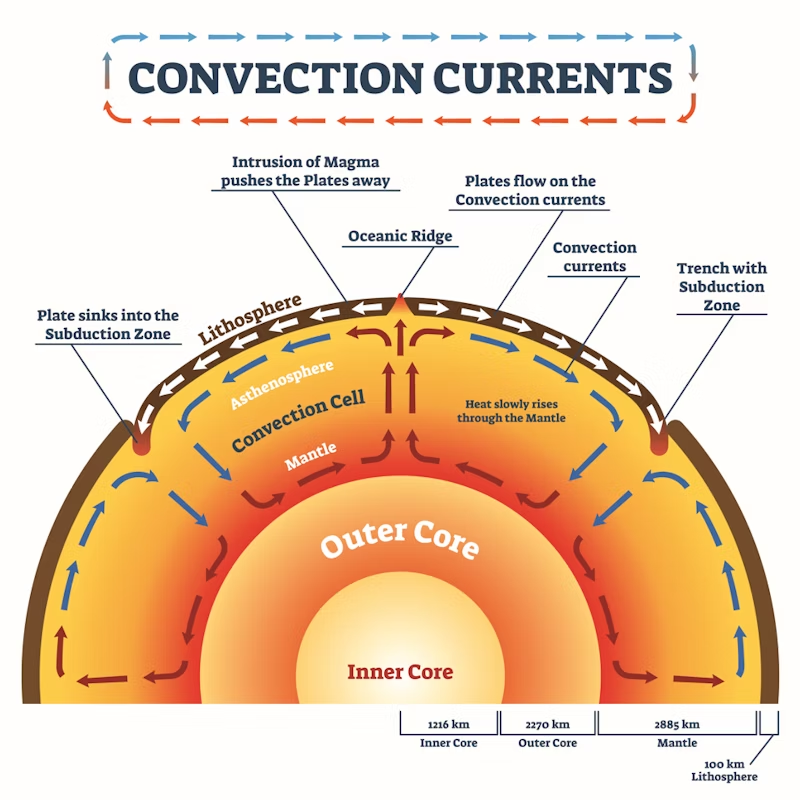 CONVECTION CURRENTS
Intrusion of Magma
pushes the Plates away
Plates flow on the
Convection currents
Oceanic Ridge
Convection
currents
Trench with
Subduction
Zone
Plate sinks into the
Subduction Zone
Lithosphere
Asthenosphere
Convection Cell
Heat slowly rises
through the Mantle
Mantle
Outer Core
Inner Core
1216 km
2270 km
2885 km
Inner Core
Outer Core
Mantle
100 km
Lithosphere